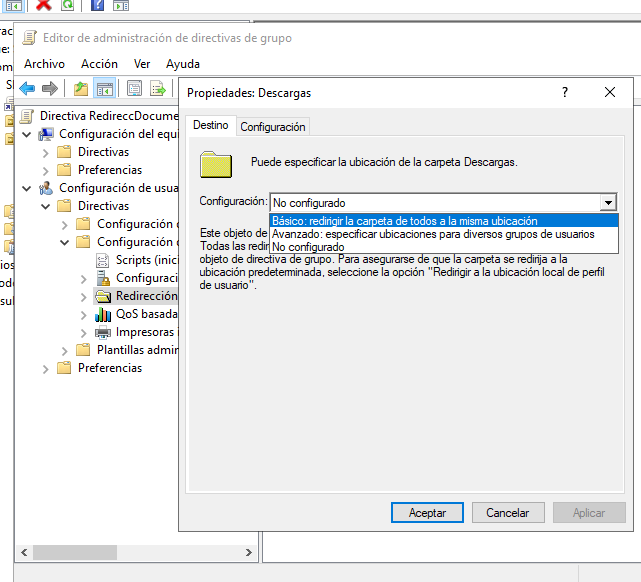 Editor de administración de directivas de grupo
Archivo Acción Ver Ayuda
Directiva RedireccDocume
Configuración del equi
Directivas
Preferencias
Configuración de usua
Directivas
Configuración
Configuración
Scripts (inici
Configuraci
Redirección
QoS basada
Impresoras i
Plantillas admir
Preferencias
Propiedades: Descargas
?
Destino Configuración
Puede especificar la ubicación de la carpeta Descargas.
Configuración: No configurado
Básico: redirigir la carpeta de todos a la misma ubicación
Avanzado: especificar ubicaciones para diversos grupos de usuarios
No configurado
Este objeto de
Todas las redir
objeto de directiva de grupo. Para asegurarse de que la carpeta se redirija a la
ubicación predeterminada, seleccione la opción "Redirigir a la ubicación local de perfil
de usuario".
Aceptar Cancelar Aplicar